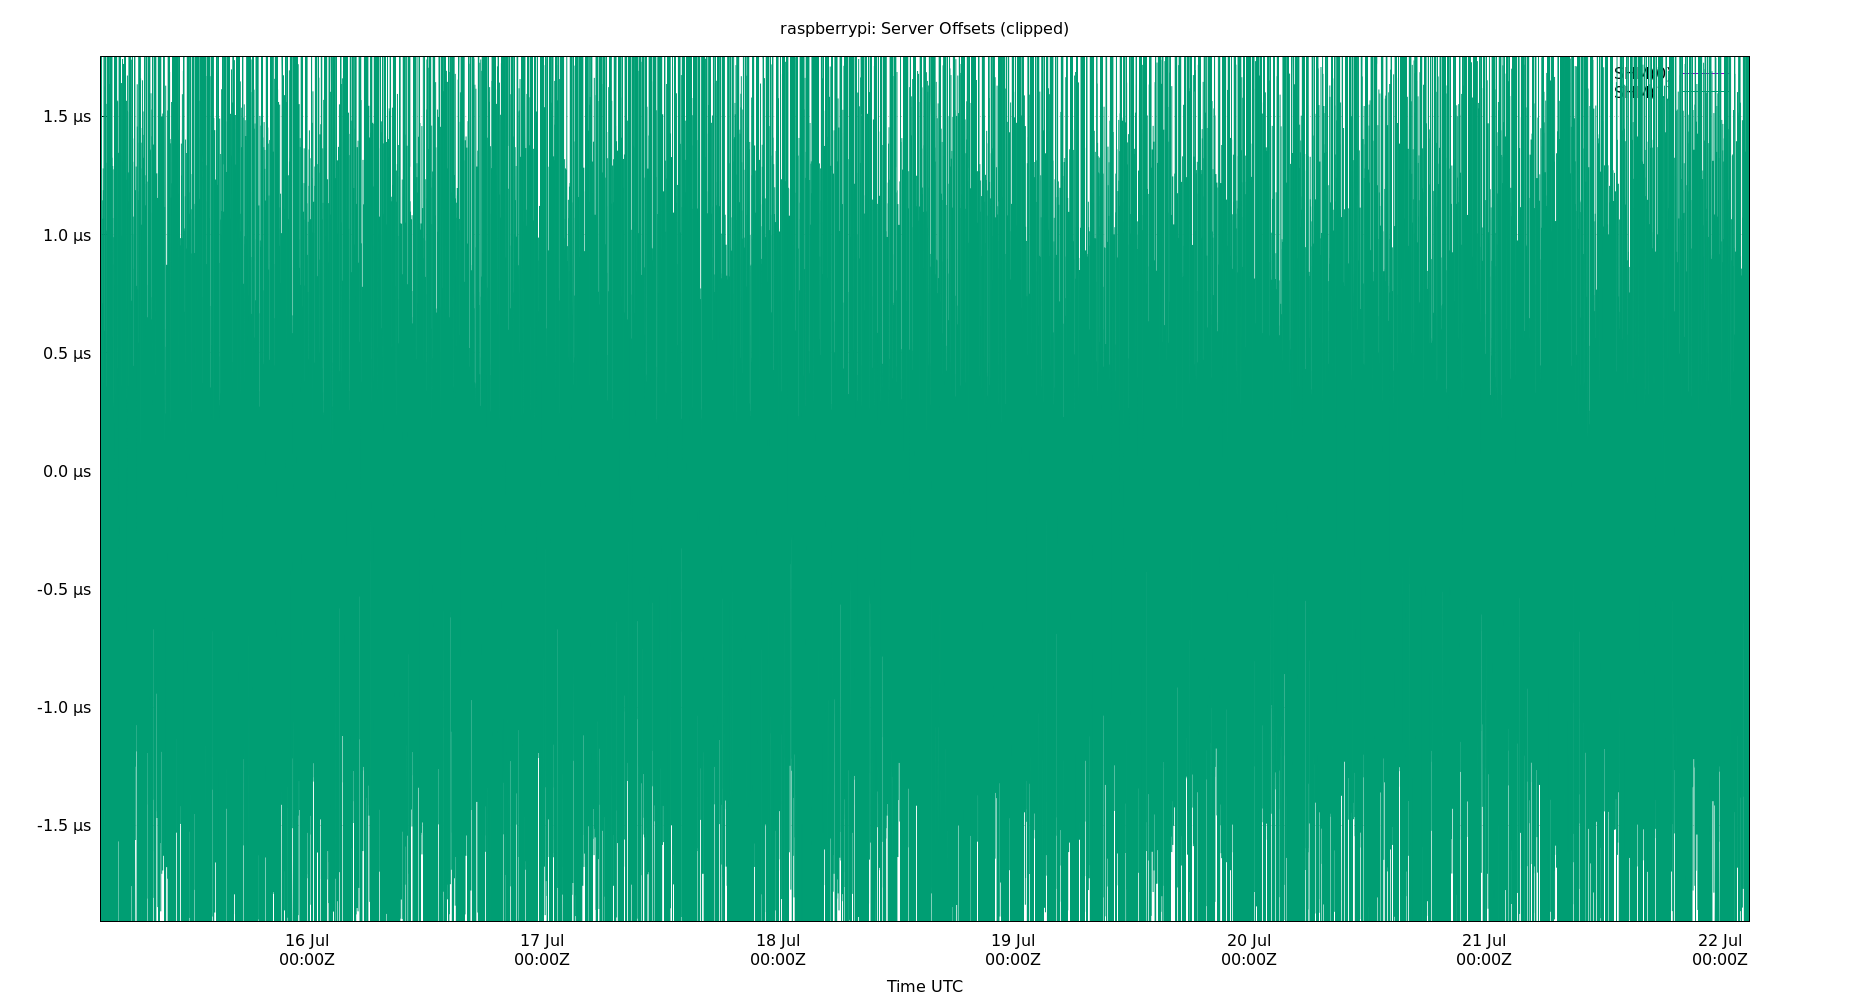 raspberrypi: Server Offsets (clipped)
1.5 µs
1.0 µs
0.5 µs
0.0 µs
-0.5 µs
-1.0 µs
-1.5 µs
16 Jul
00:00Z
17 Jul
00:00Z
18 Jul
00:00Z
19 Jul
00:00Z
20 Jul
00:00Z
21 Jul
00:00Z
22 Jul
00:00Z
Time UTC